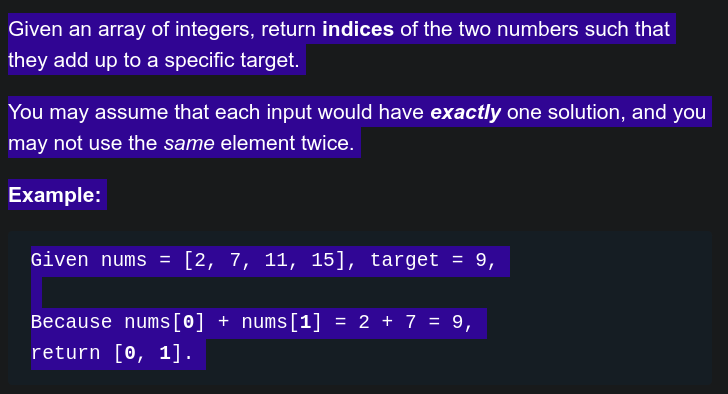 Given an array of integers, return indices of the two numbers such that
they add up to a specific target.
You may assume that each input would have exactly one solution, and you
may not use the same element twice.
Example:
Given nums = [2, 7, 11, 15], target = 9,
Because nums[0] + nums[1] = 2 + 7 = 9,
return [0, 1].